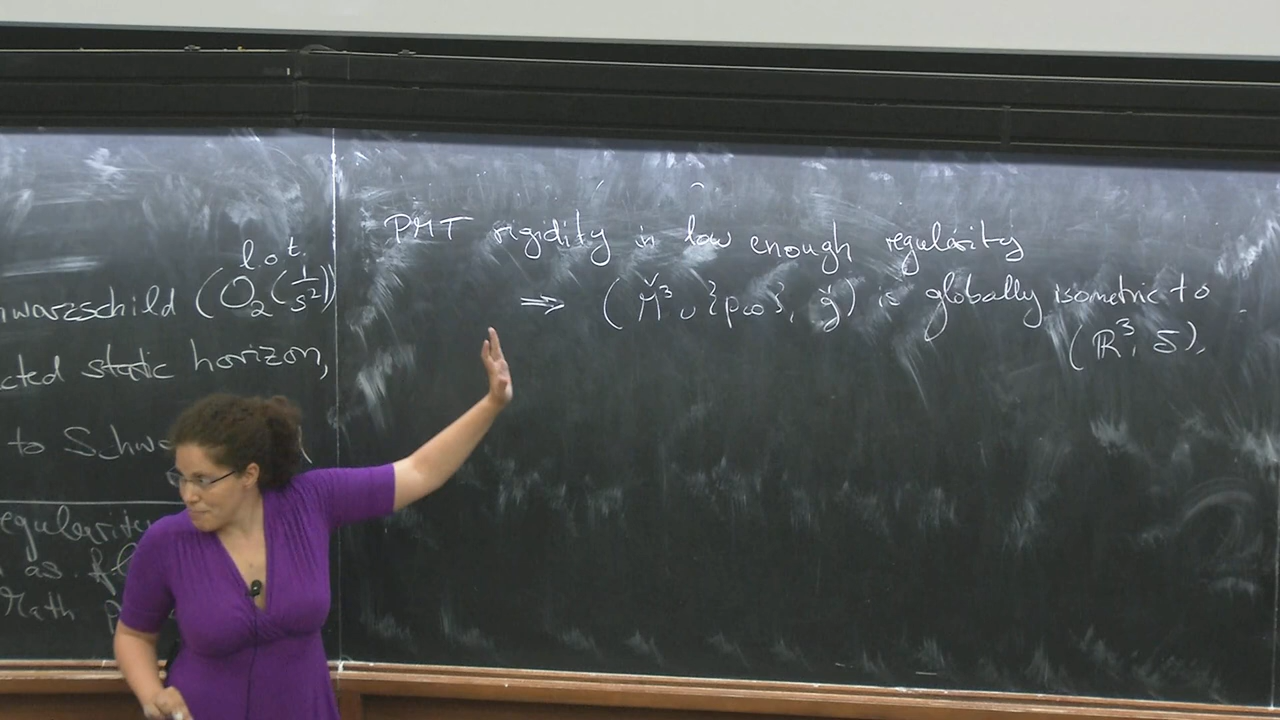 l.o.t.
hwarzschild (O₂(1/s²))
cted static horizon,
to Schw
egularity
as
Math
PMT rigidity in low enough regularity
⇒ (M̌³ ∪ {p∞}, ǧ) is globally isometric to
(ℝ³, δ).